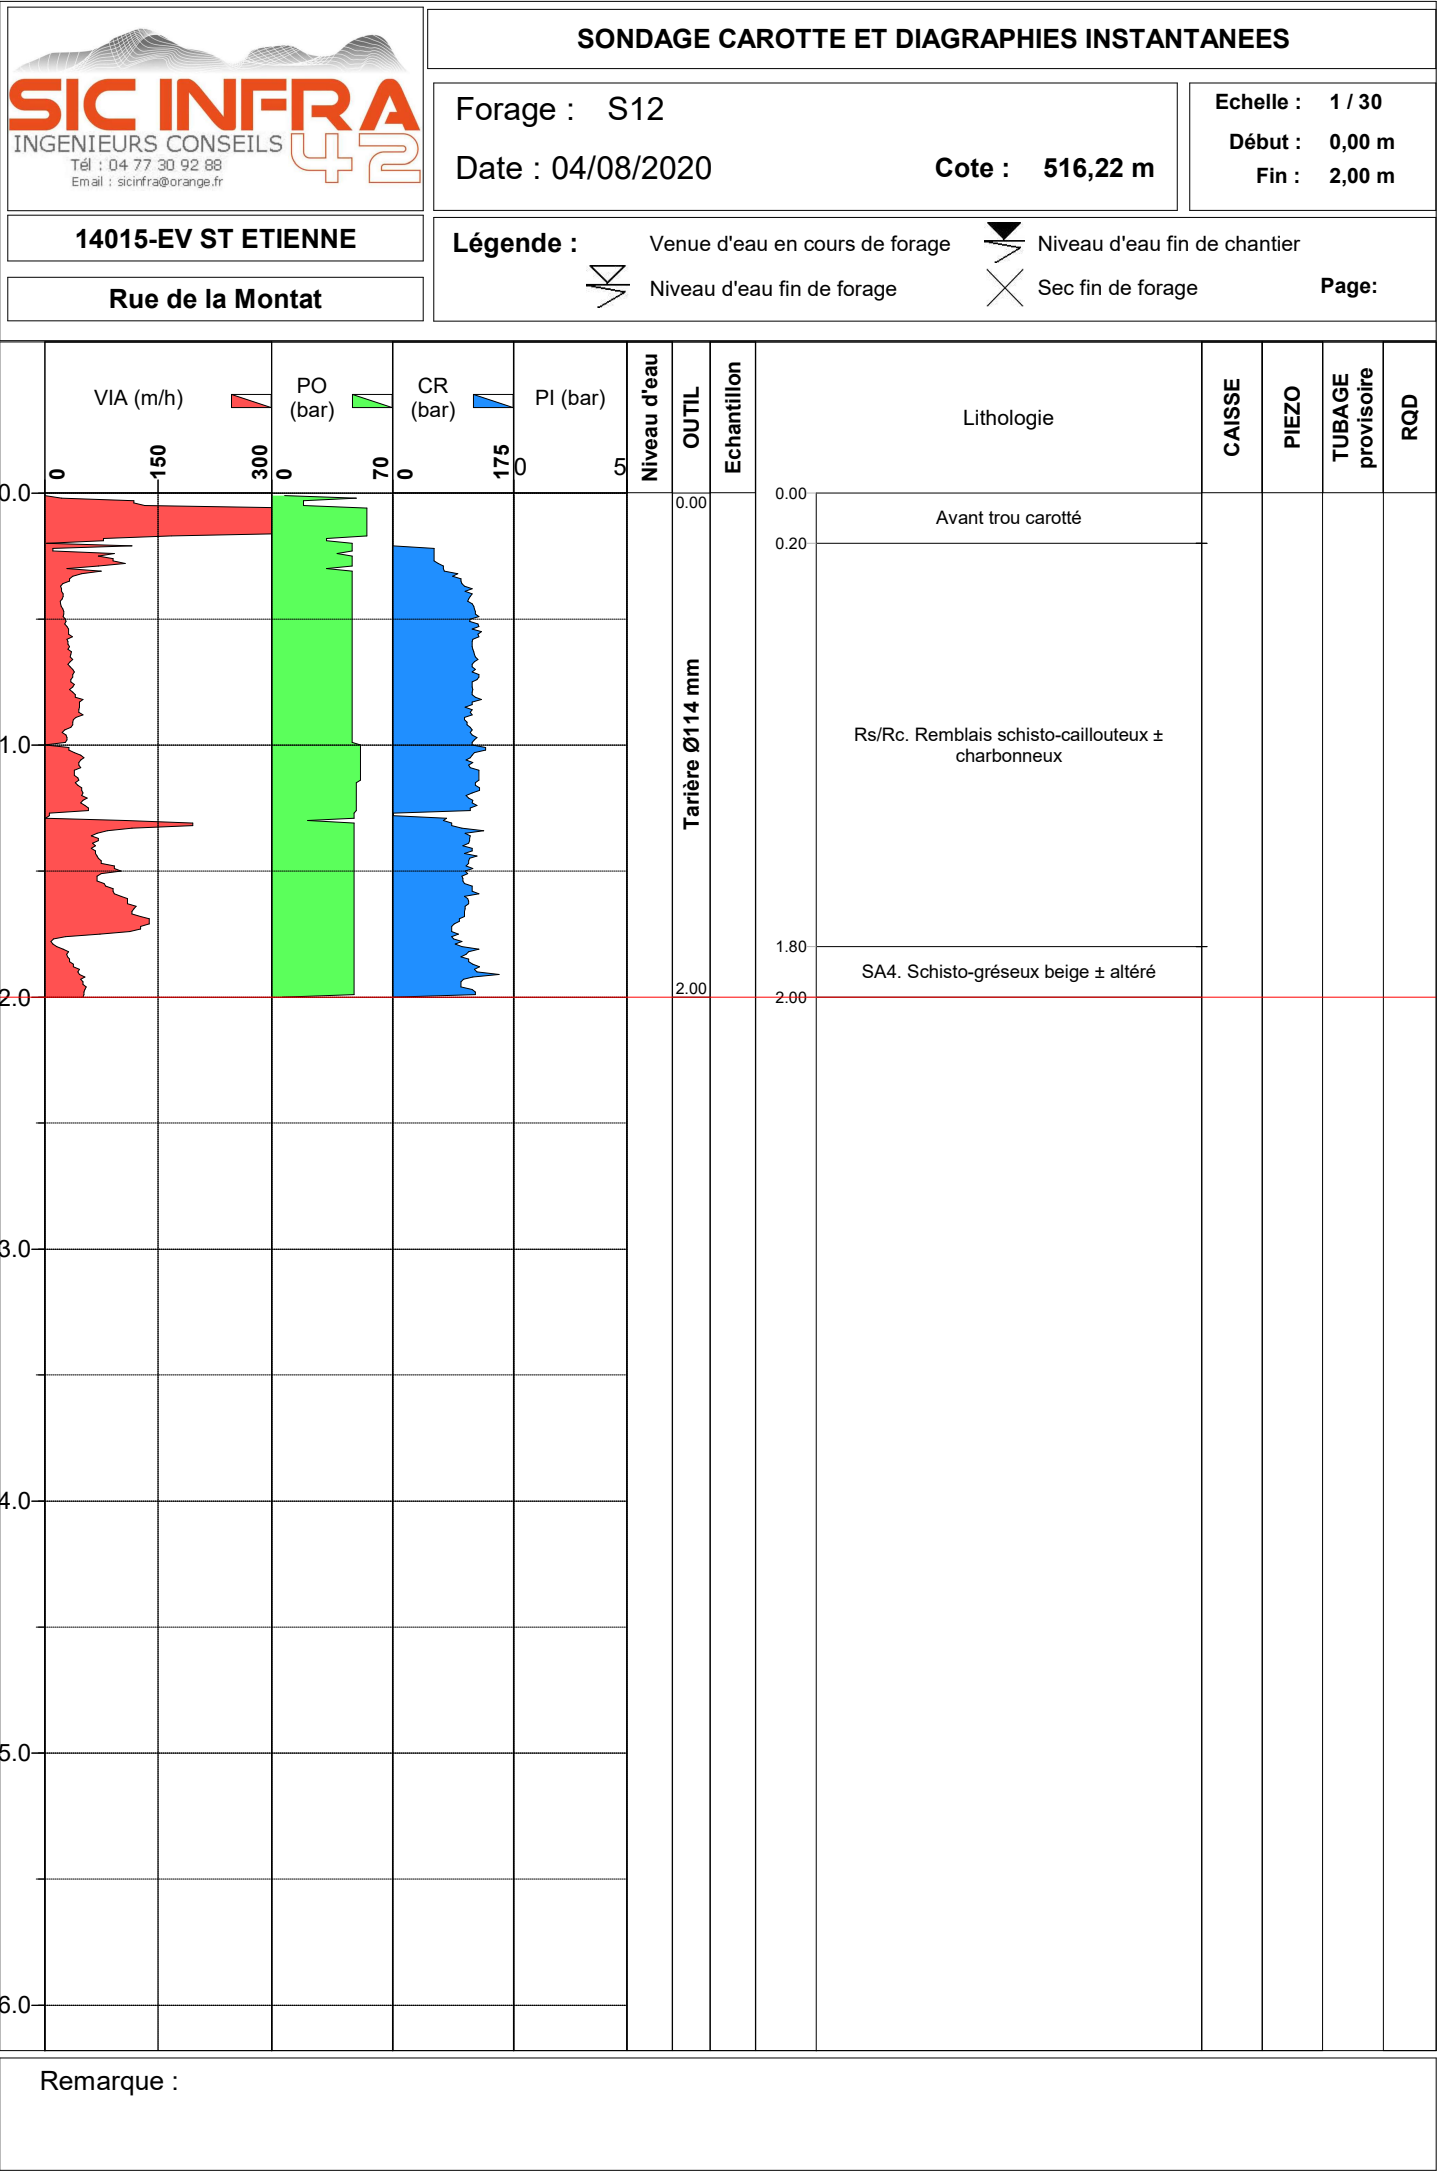 SIC INFRA
INGENIEURS CONSEILS 42
Tél : 04 77 30 92 88
Email : sicinfra@orange.fr
14015-EV ST ETIENNE
Rue de la Montat
SONDAGE CAROTTE ET DIAGRAPHIES INSTANTANEES
Forage : S12
Date : 04/08/2020 Cote : 516,22 m
Echelle : 1 / 30
Début : 0,00 m
Fin : 2,00 m
Légende : Venue d'eau en cours de forage Niveau d'eau fin de chantier
Niveau d'eau fin de forage Sec fin de forage Page:
VIA (m/h) PO (bar) CR (bar) PI (bar) Niveau d'eau OUTIL Echantillon Lithologie CAISSE PIEZO TUBAGE provisoire RQD
0 150 300 0 70 0 175 0 5
0.0
0.00
0.00
Avant trou carotté
0.20
Tarière Ø114 mm
Rs/Rc. Remblais schisto-caillouteux ±
charbonneux
1.0
1.80
SA4. Schisto-gréseux beige ± altéré
2.0
2.00
2.00
3.0
4.0
5.0
6.0
Remarque :